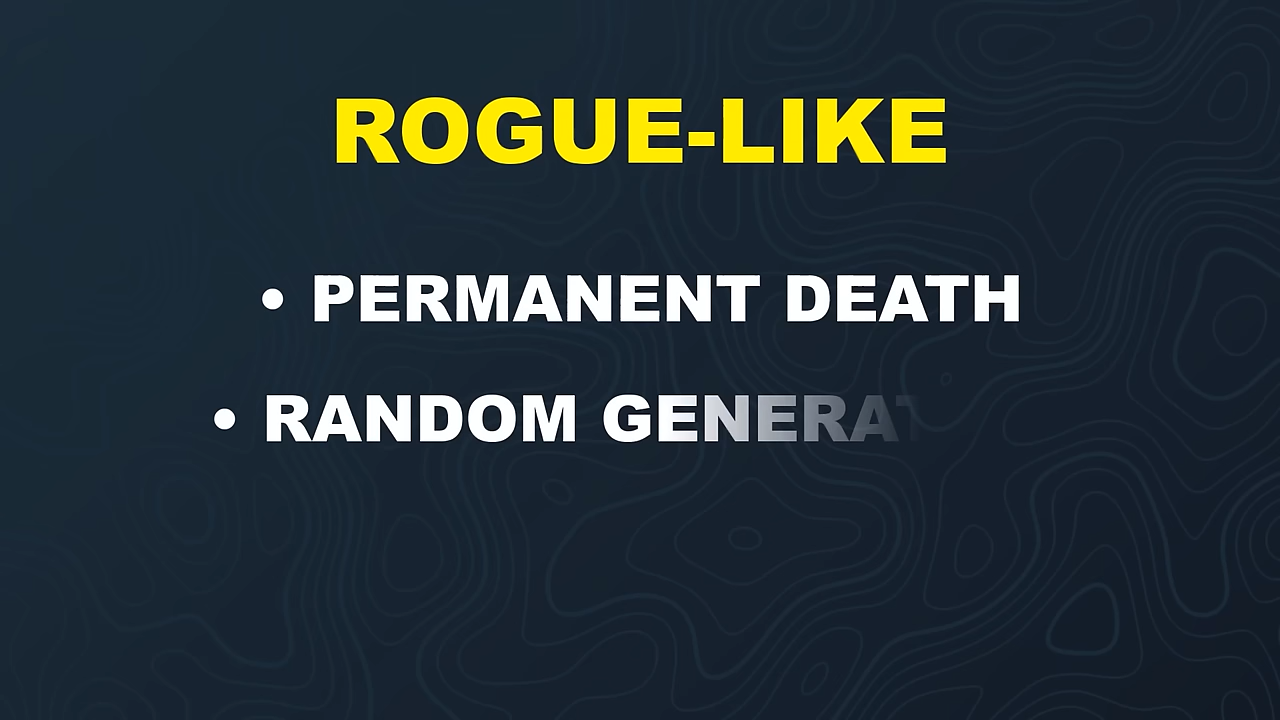 ROGUE-LIKE
• PERMANENT DEATH
• RANDOM GENERAT